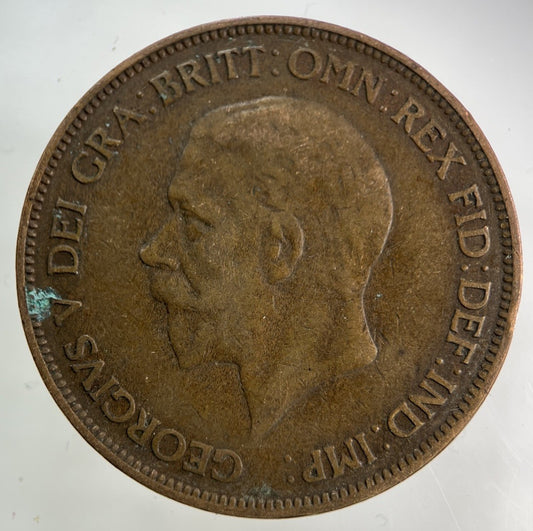 GEORGIVS V DEI GRA: BRITT: OMN: REX FID: DEF: IND: IMP: